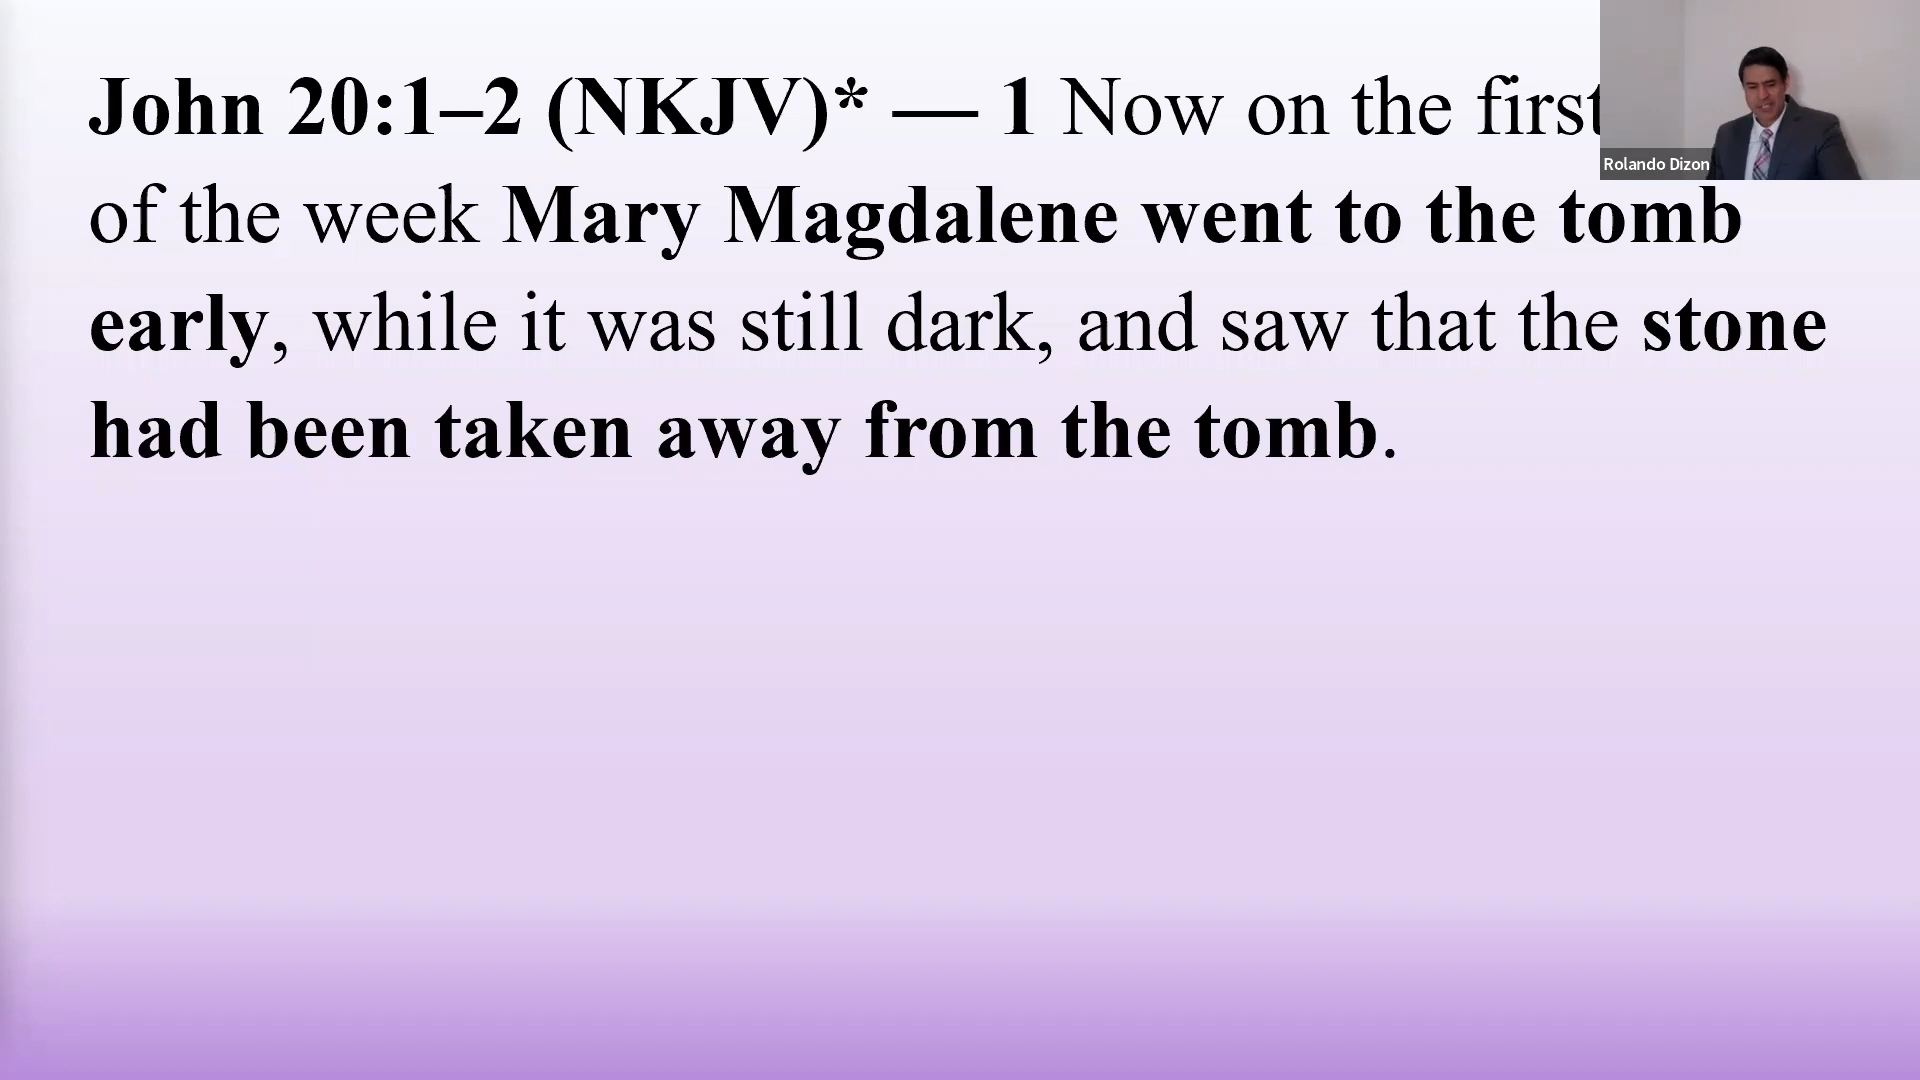 John 20:1–2 (NKJV)* — 1 Now on the first
of the week Mary Magdalene went to the tomb
early, while it was still dark, and saw that the stone
had been taken away from the tomb.
Rolando Dizon